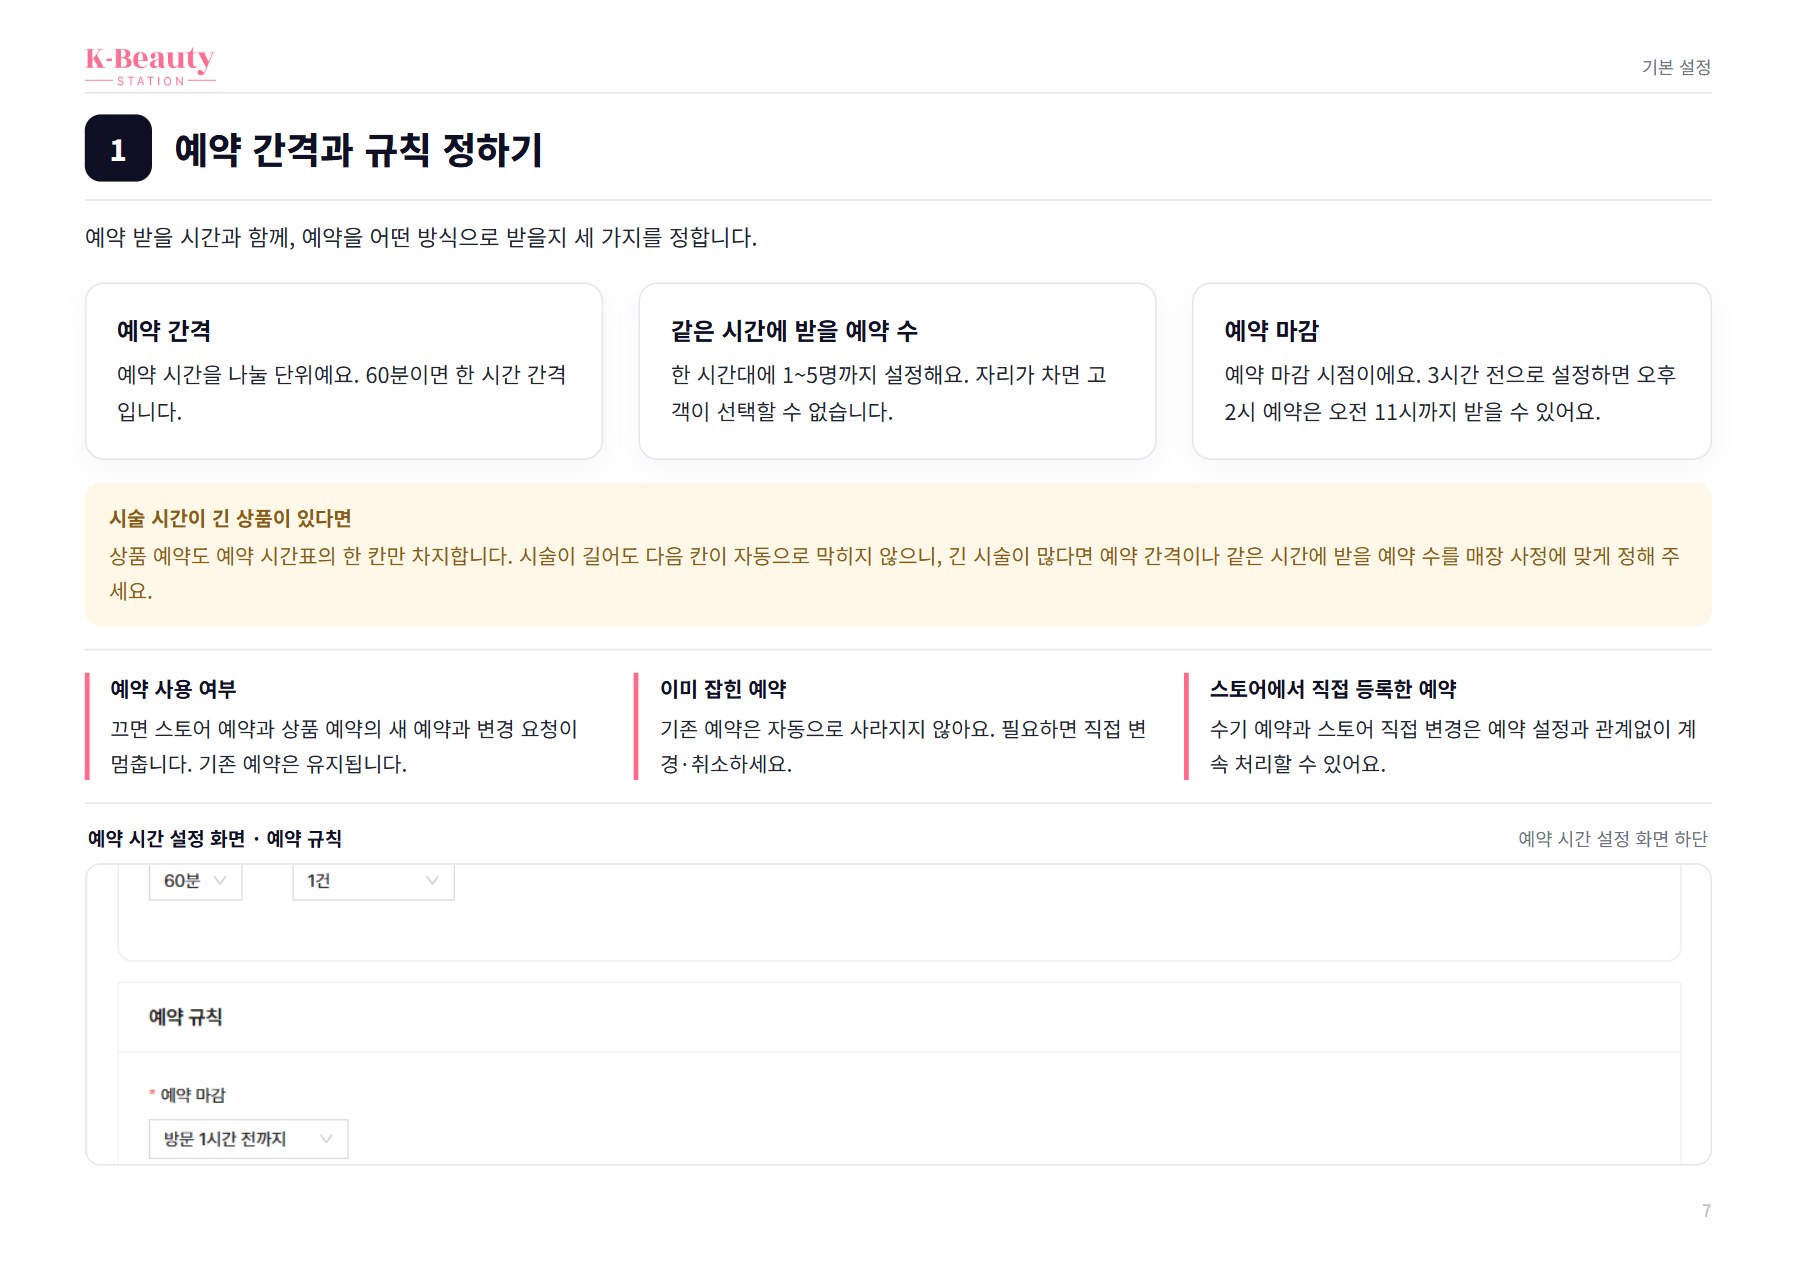 K-Beauty
STATION
기본 설정
1
예약 간격과 규칙 정하기
예약 받을 시간과 함께, 예약을 어떤 방식으로 받을지 세 가지를 정합니다.
예약 간격
예약 시간을 나눌 단위예요. 60분이면 한 시간 간격
입니다.
같은 시간에 받을 예약 수
한 시간대에 1~5명까지 설정해요. 자리가 차면 고
객이 선택할 수 없습니다.
예약 마감
예약 마감 시점이에요. 3시간 전으로 설정하면 오후
2시 예약은 오전 11시까지 받을 수 있어요.
시술 시간이 긴 상품이 있다면
상품 예약도 예약 시간표의 한 칸만 차지합니다. 시술이 길어도 다음 칸이 자동으로 막히지 않으니, 긴 시술이 많다면 예약 간격이나 같은 시간에 받을 예약 수를 매장 사정에 맞게 정해 주
세요.
예약 사용 여부
끄면 스토어 예약과 상품 예약의 새 예약과 변경 요청이
멈춥니다. 기존 예약은 유지됩니다.
이미 잡힌 예약
기존 예약은 자동으로 사라지지 않아요. 필요하면 직접 변
경·취소하세요.
스토어에서 직접 등록한 예약
수기 예약과 스토어 직접 변경은 예약 설정과 관계없이 계
속 처리할 수 있어요.
예약 시간 설정 화면 · 예약 규칙
예약 시간 설정 화면 하단
60분
1건
예약 규칙
* 예약 마감
방문 1시간 전까지
7